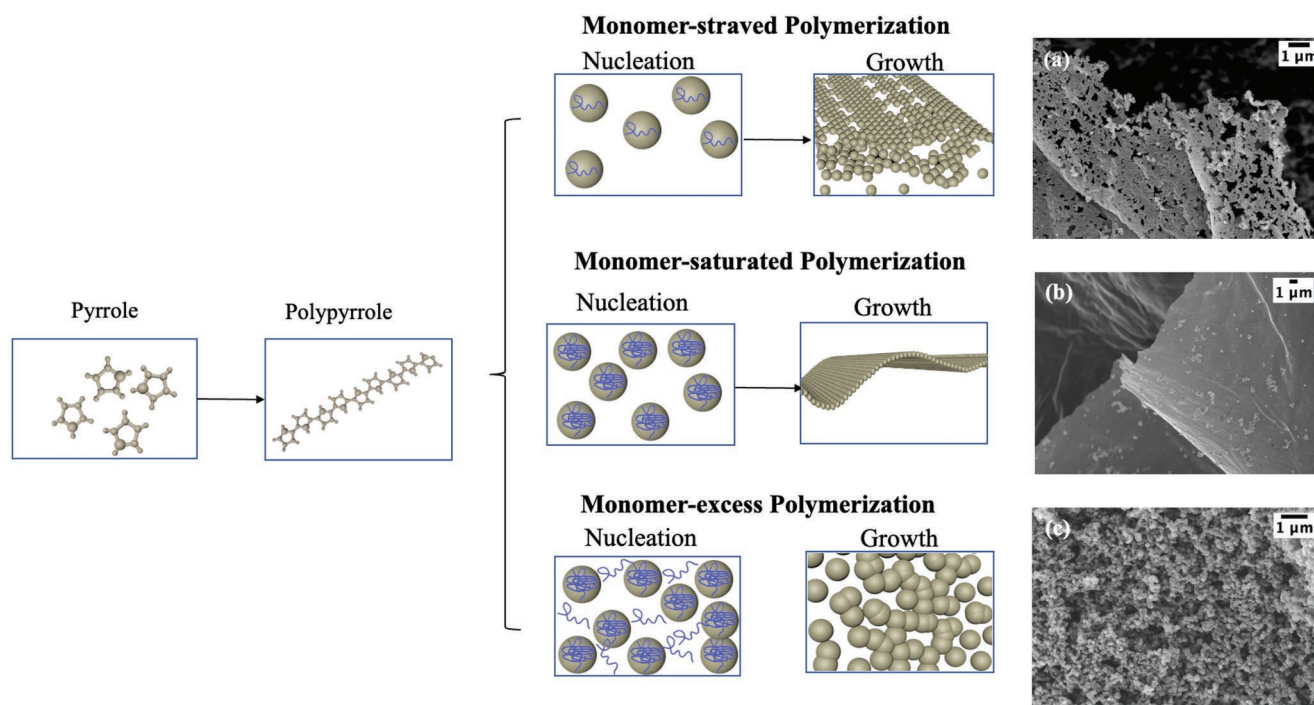 Monomer-straved Polymerization
Nucleation
Growth
(a)
1 µm
Monomer-saturated Polymerization
Nucleation
Growth
(b)
1 µm
Pyrrole
Polypyrrole
Monomer-excess Polymerization
Nucleation
Growth
(c)
1 µm